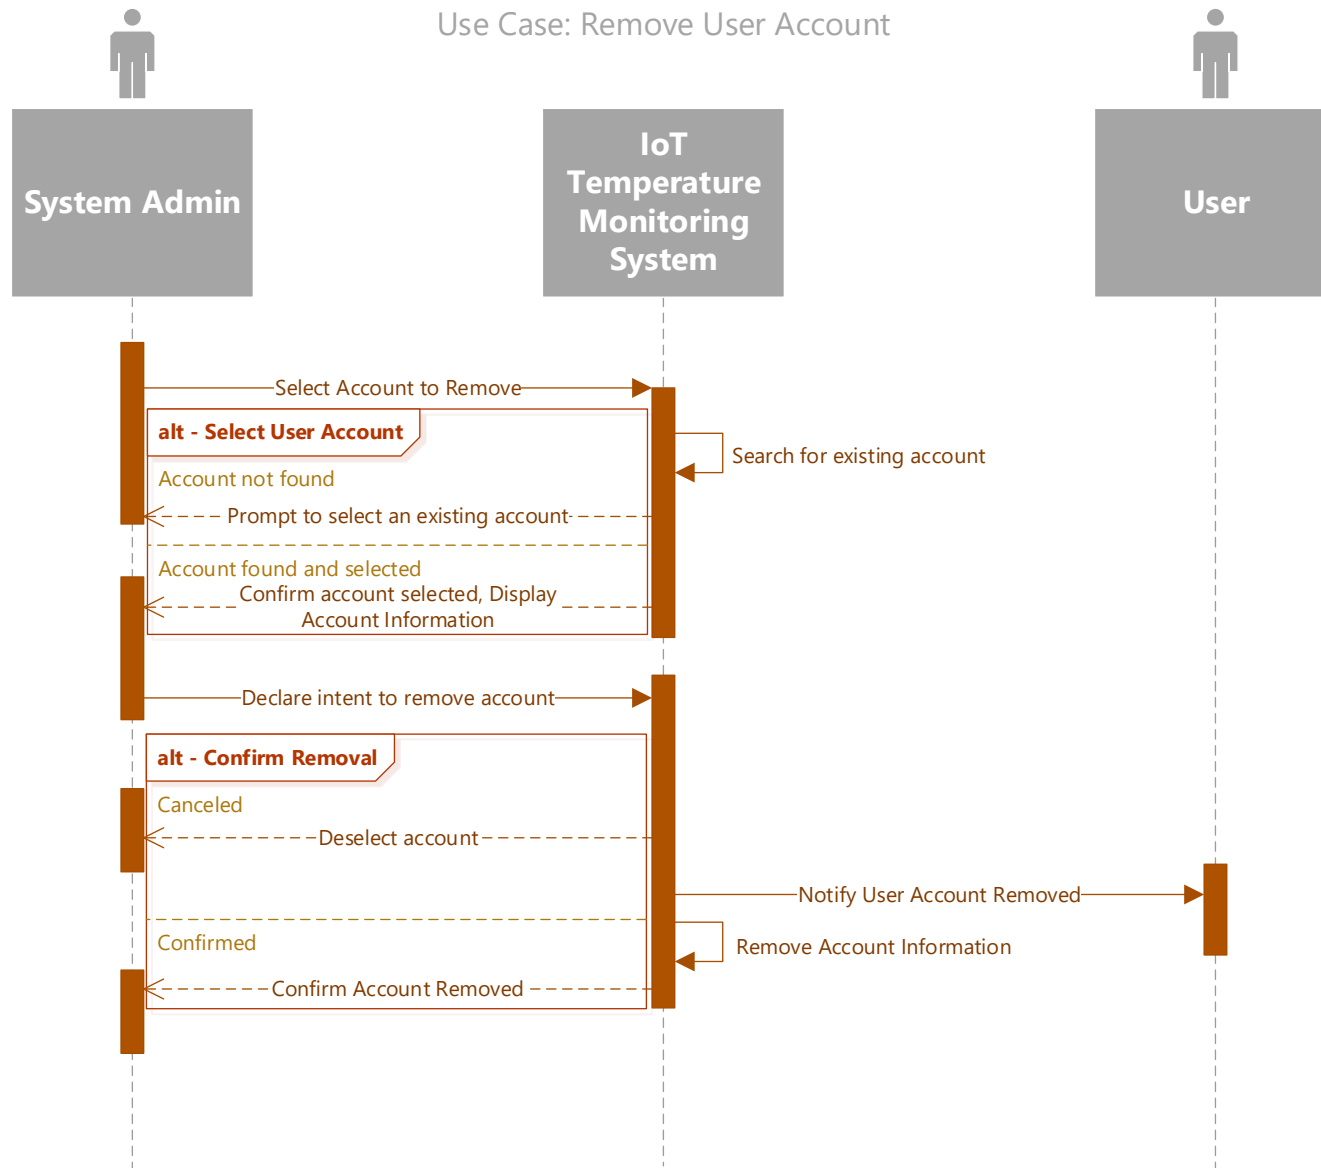 Use Case: Remove User Account
System Admin
IoT
Temperature
Monitoring
System
User
Select Account to Remove
alt - Select User Account
Search for existing account
Account not found
Prompt to select an existing account
Account found and selected
Confirm account selected, Display
Account Information
Declare intent to remove account
alt - Confirm Removal
Canceled
Deselect account
Notify User Account Removed
Confirmed
Remove Account Information
Confirm Account Removed